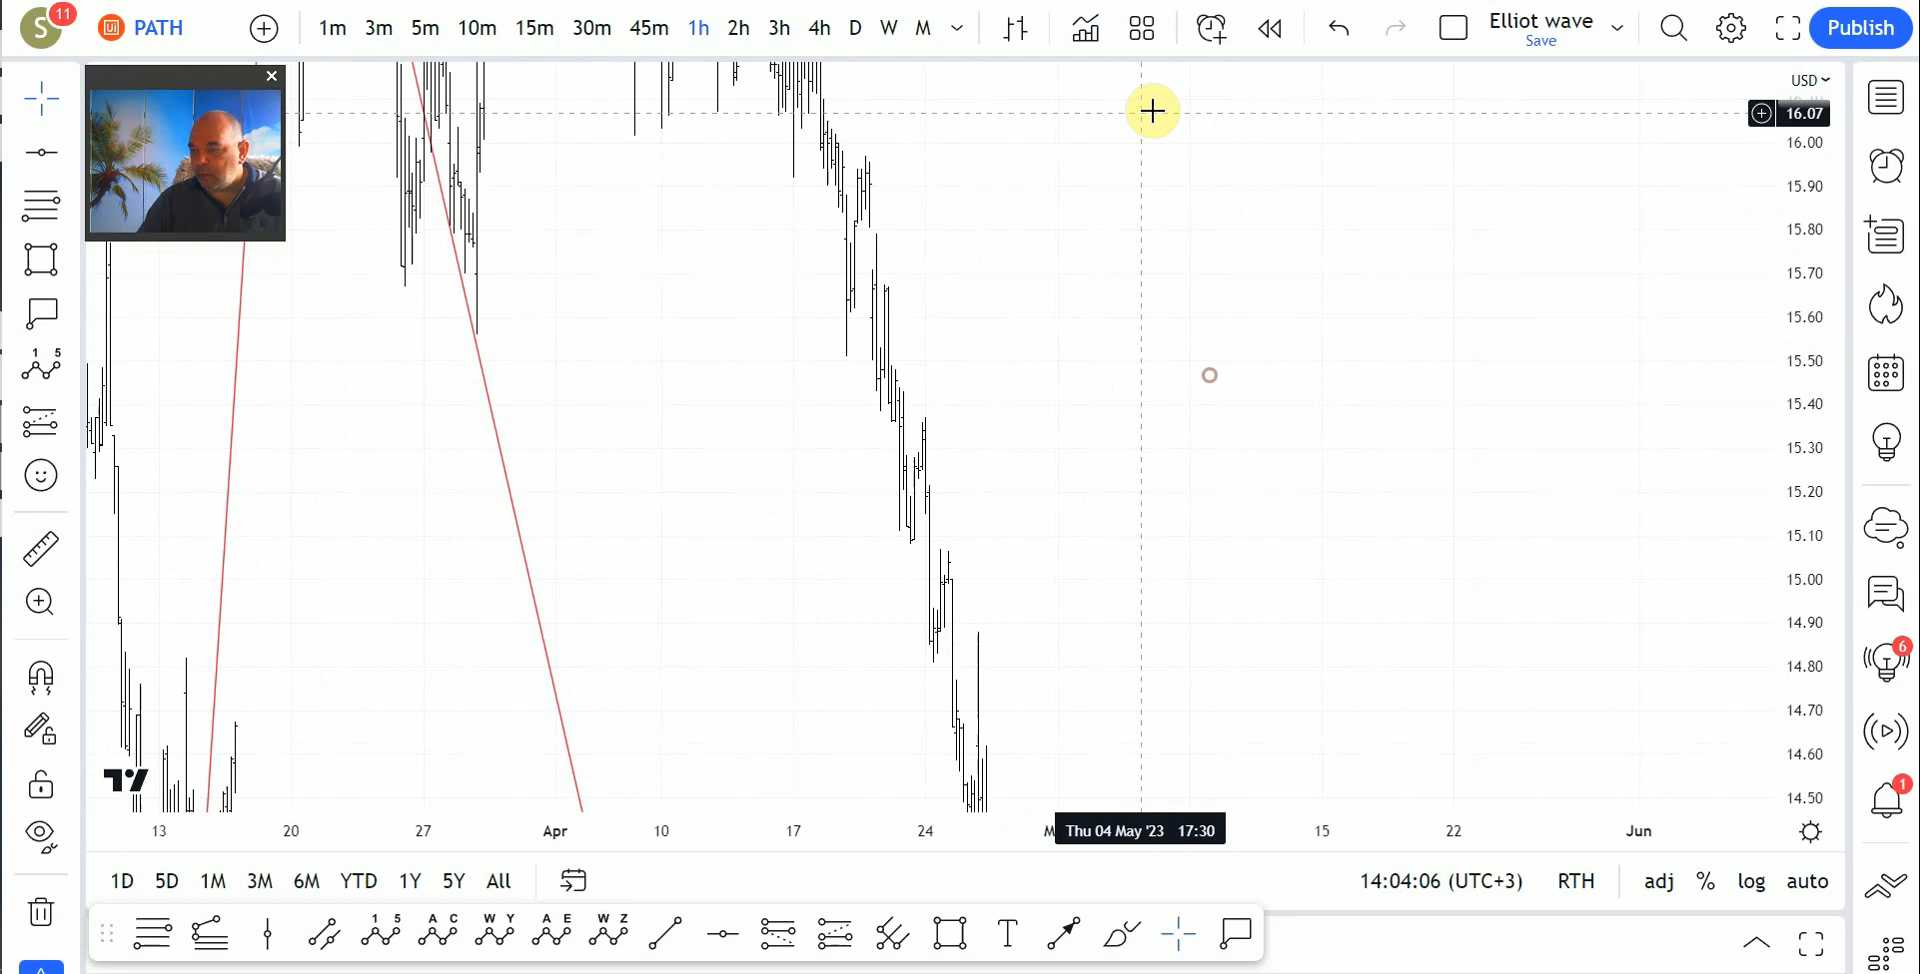 S
11
Ui
PATH
1m 3m 5m 10m 15m 30m 45m 1h 2h 3h 4h D W M
Elliot wave
Save
Publish
USD
16.07
16.00
15.90
15.80
15.70
15.60
15.50
15.40
15.30
15.20
15.10
15.00
14.90
14.80
14.70
14.60
14.50
1 5
6
1
13 20 27 Apr 10 17 24 M Thu 04 May '23 17:30 15 22 Jun
1D 5D 1M 3M 6M YTD 1Y 5Y All
14:04:06 (UTC+3) RTH adj % log auto
1 5 A C W Y A E W Z
T